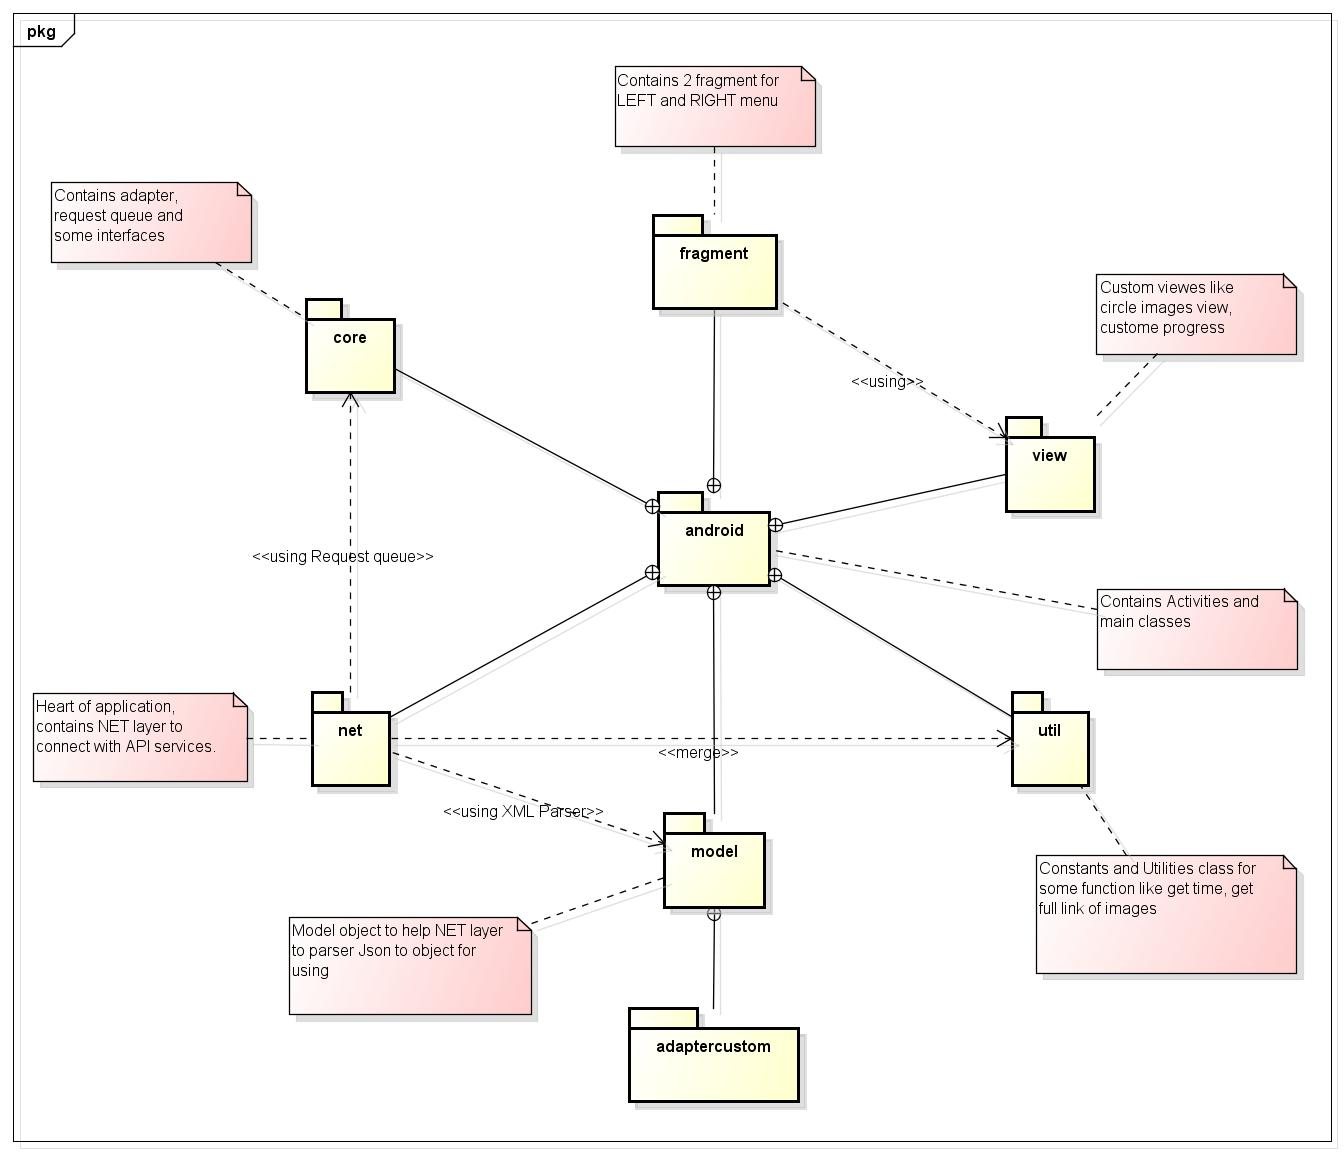 pkg
Contains 2 fragment for
LEFT and RIGHT menu
Contains adapter,
request queue and
some interfaces
fragment
Custom viewes like
circle images view,
custome progress
core
<<using>>
view
android
<<using Request queue>>
Contains Activities and
main classes
Heart of application,
contains NET layer to
connect with API services.
net
util
<<merge>>
<<using XML Parser>>
model
Constants and Utilities class for
some function like get time, get
full link of images
Model object to help NET layer
to parser Json to object for
using
adaptercustom